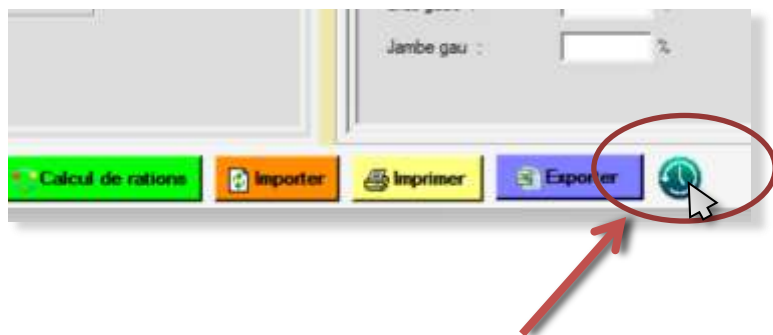 Jambe gau : %
Calcul de rations
Importer
Imprimer
Exporter